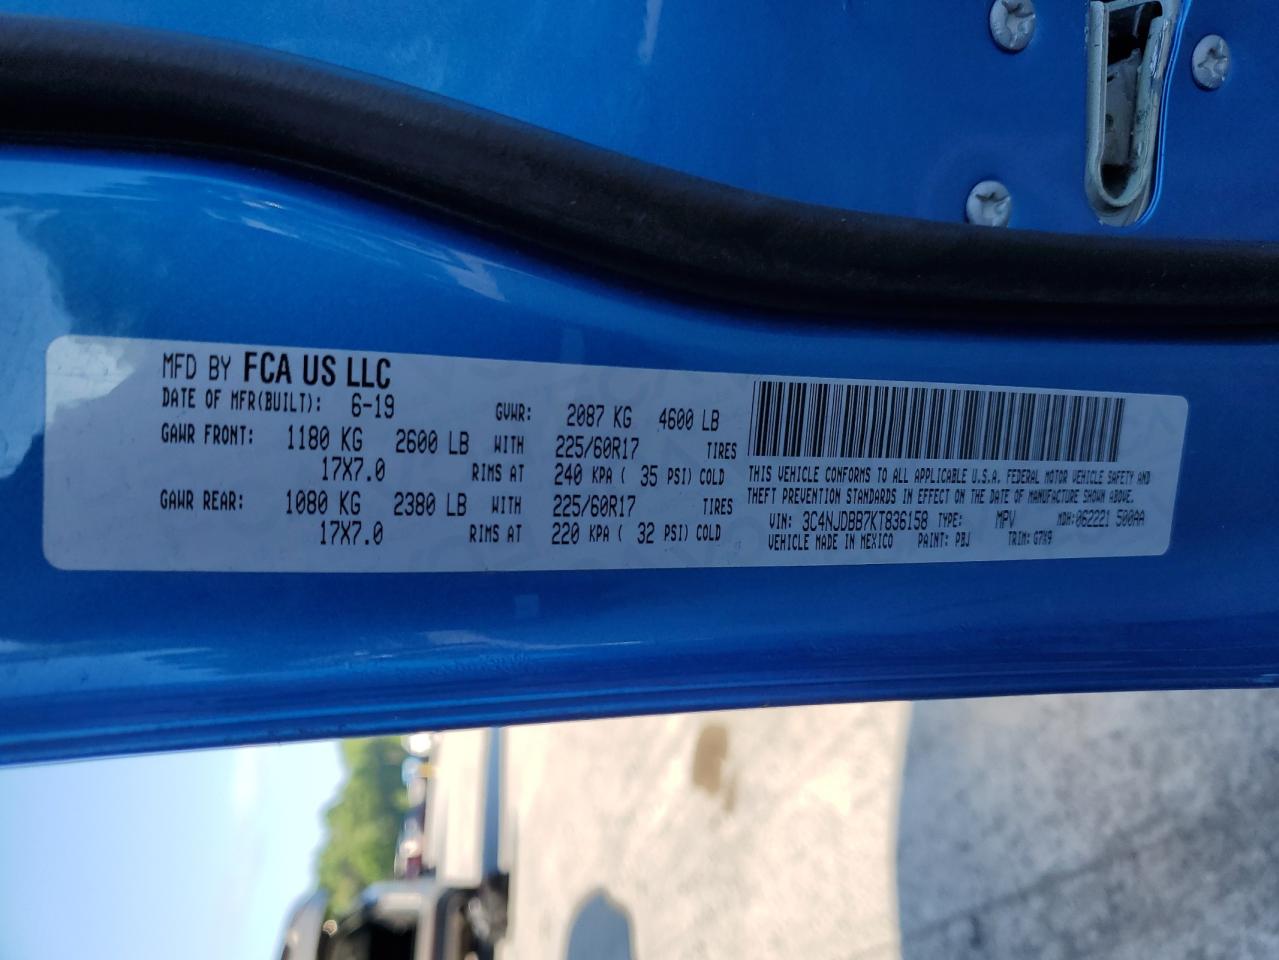 MFD BY FCA US LLC
DATE OF MFR(BUILT): 6-19 GVWR: 2087 KG 4600 LB
GAWR FRONT: 1180 KG 2600 LB WITH 225/60R17 TIRES
17X7.0 RIMS AT 240 KPA ( 35 PSI) COLD
GAWR REAR: 1080 KG 2380 LB WITH 225/60R17 TIRES
17X7.0 RIMS AT 220 KPA ( 32 PSI) COLD
THIS VEHICLE CONFORMS TO ALL APPLICABLE U.S.A. FEDERAL MOTOR VEHICLE SAFETY AND
THEFT PREVENTION STANDARDS IN EFFECT ON THE DATE OF MANUFACTURE SHOWN ABOVE.
VIN: 3C4NJDBB7KT836158 TYPE: MPV MDH: 062221 500AA
VEHICLE MADE IN MEXICO PAINT: PBJ TRIM: G7X9